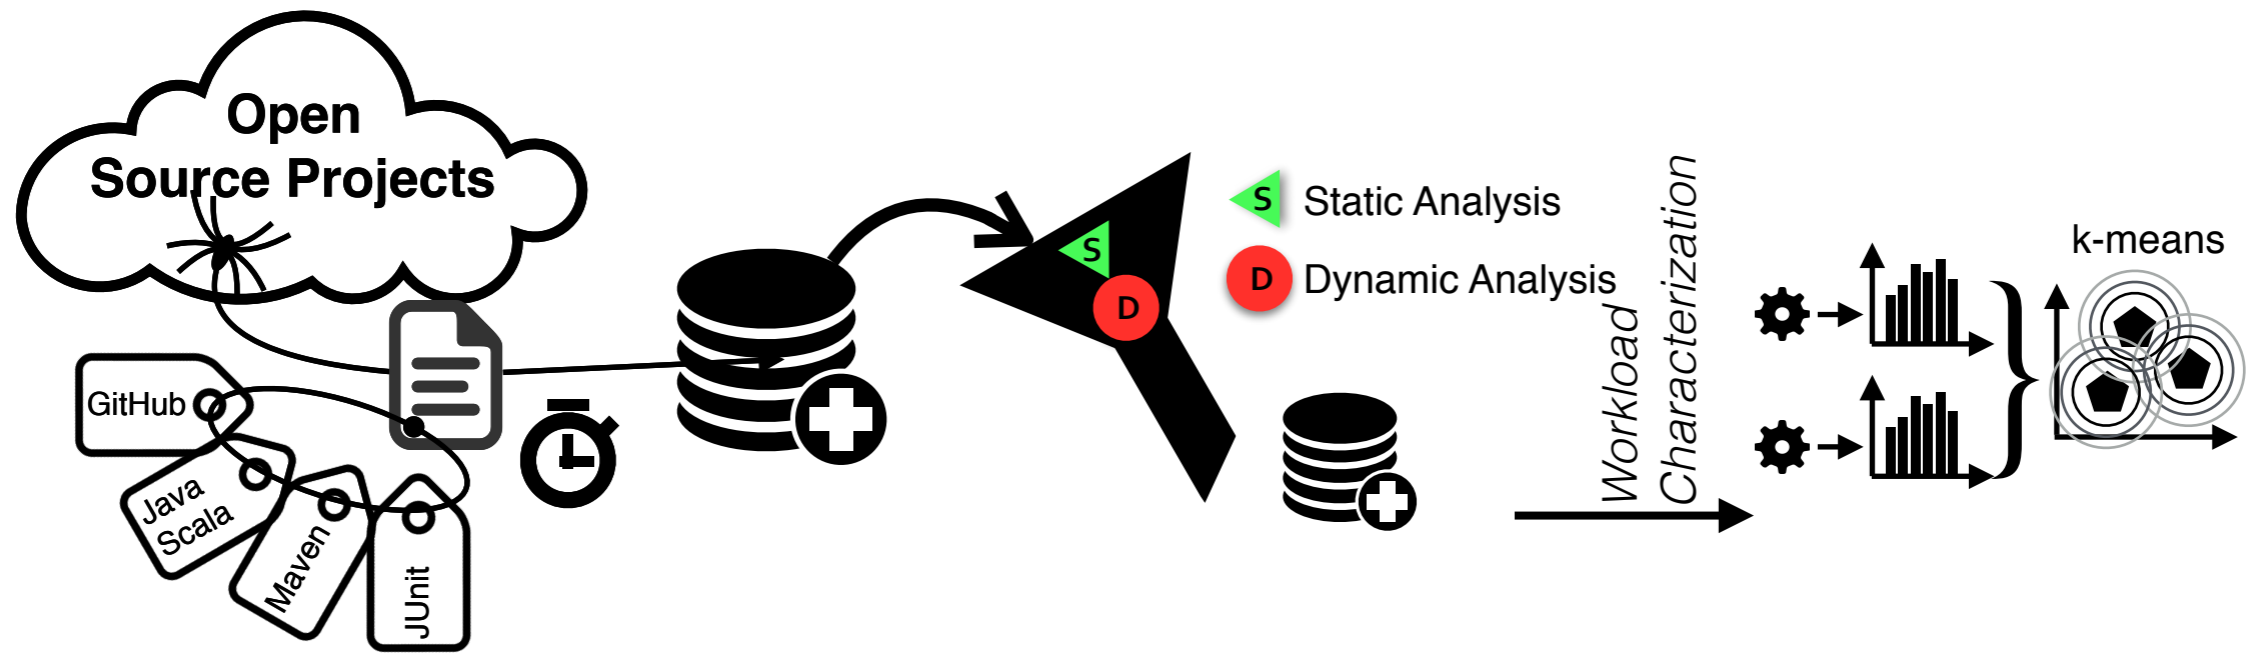 Open
Source Projects
GitHub
Java
Scala
Maven
JUnit
S
D
S Static Analysis
D Dynamic Analysis
Workload
Characterization
k-means